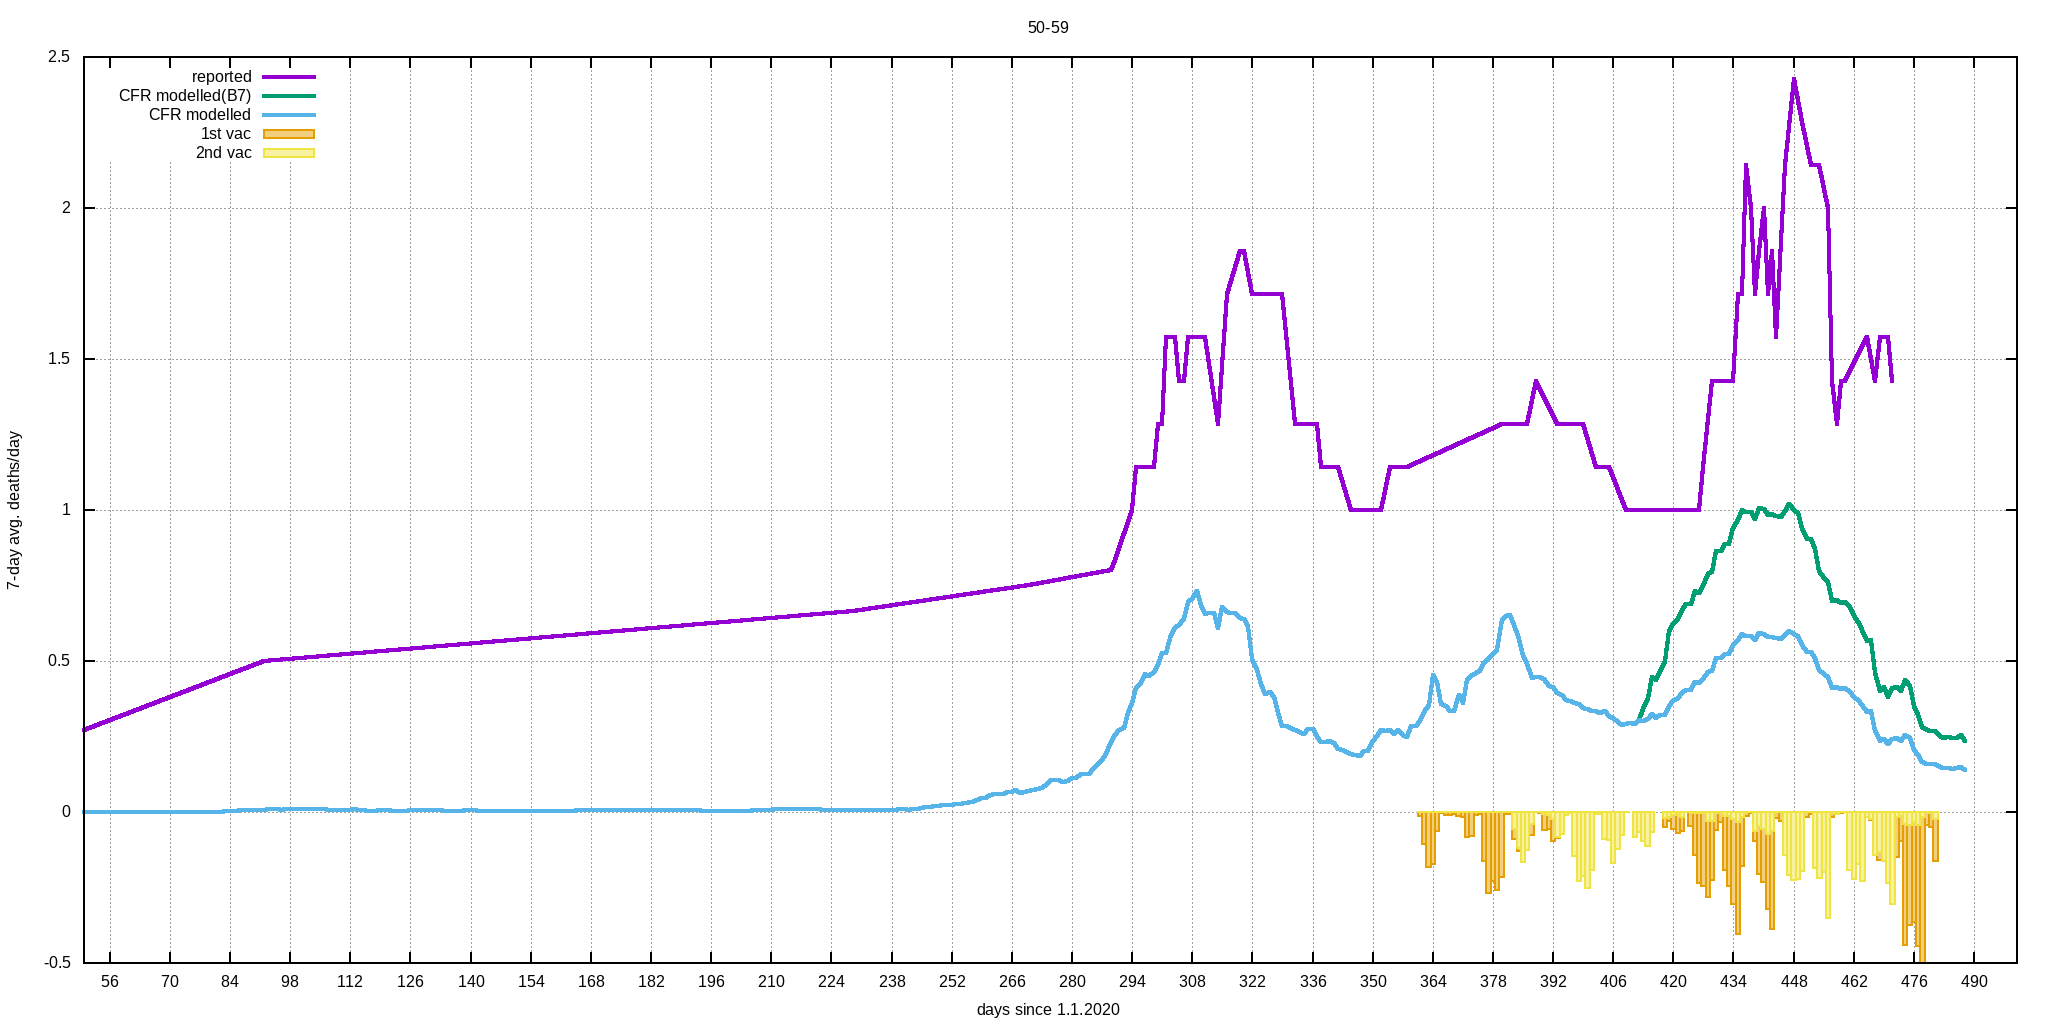 50-59
2.5
2
1.5
1
0.5
0
-0.5
7-day avg. deaths/day
reported
CFR modelled(B7)
CFR modelled
1st vac
2nd vac
56 70 84 98 112 126 140 154 168 182 196 210 224 238 252 266 280 294 308 322 336 350 364 378 392 406 420 434 448 462 476 490
days since 1.1.2020